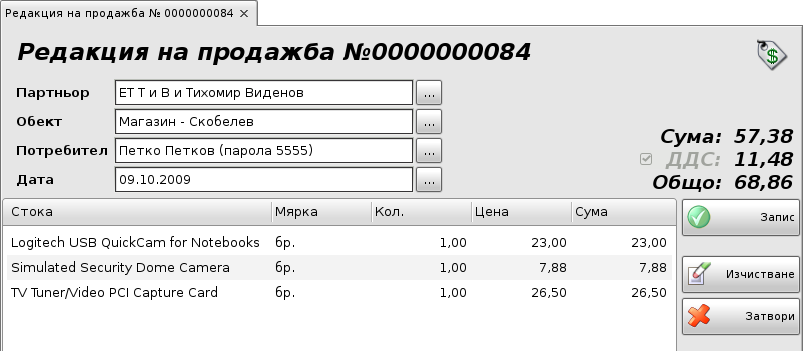 Редакция на продажба № 0000000084 ×
Редакция на продажба №0000000084
Партньор ЕТ Т и В и Тихомир Виденов ...
Обект Магазин - Скобелев ...
Потребител Петко Петков (парола 5555) ...
Дата 09.10.2009 ...
Сума: 57,38
ДДС: 11,48
Общо: 68,86
Стока Мярка Кол. Цена Сума
Logitech USB QuickCam for Notebooks бр. 1,00 23,00 23,00
Simulated Security Dome Camera бр. 1,00 7,88 7,88
TV Tuner/Video PCI Capture Card бр. 1,00 26,50 26,50
Запис
Изчистване
Затвори